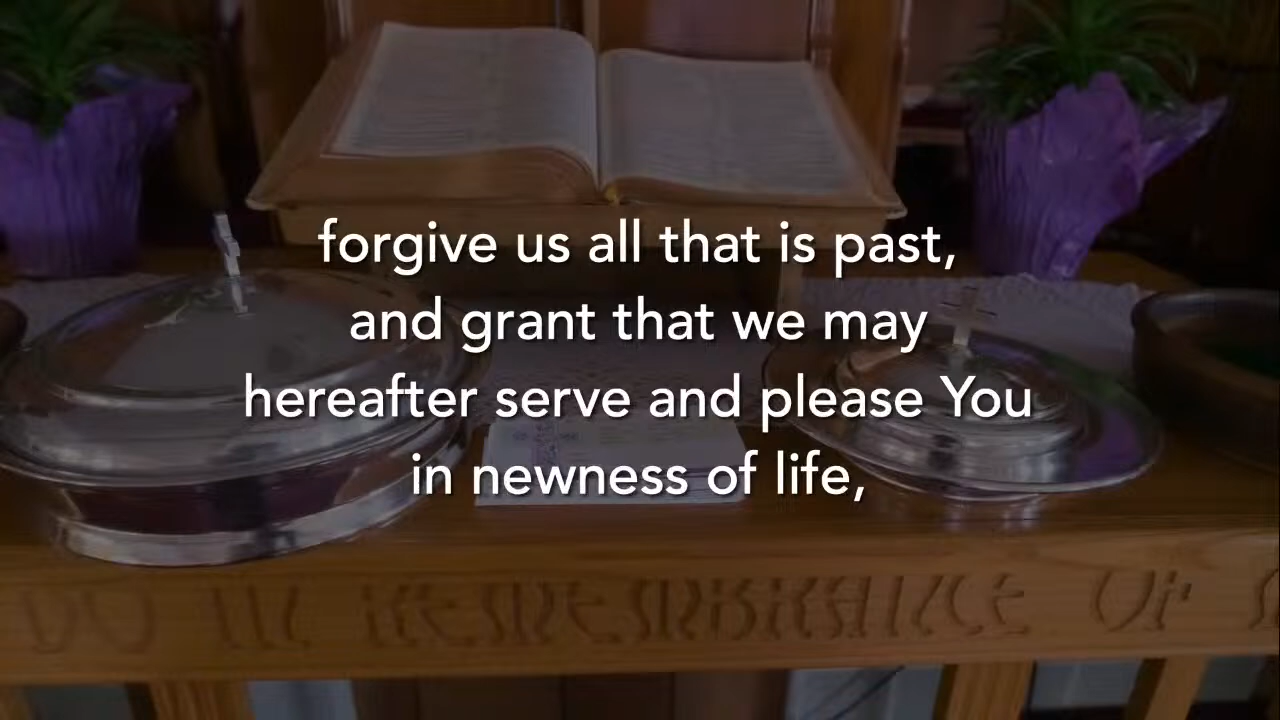 forgive us all that is past,
and grant that we may
hereafter serve and please You
in newness of life,
DO IN REMEMBRANCE OF